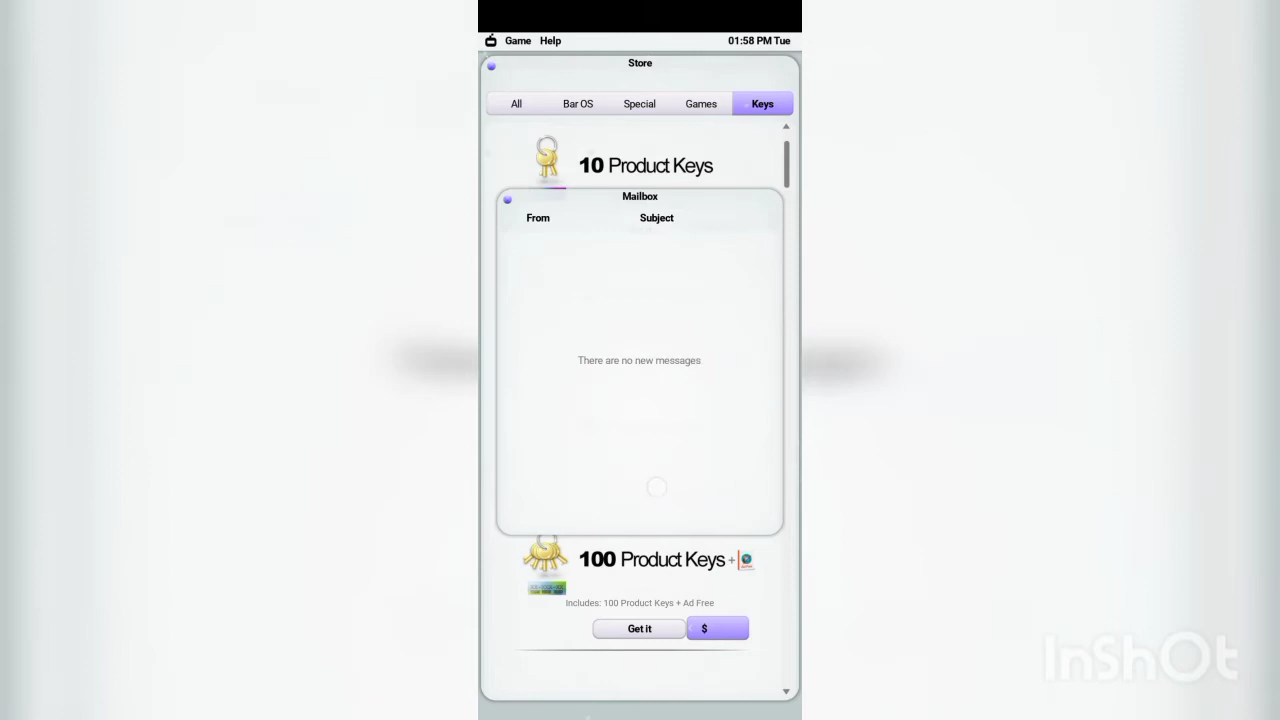 Game Help 01:58 PM Tue
Store
All Bar OS Special Games Keys
10 Product Keys
Mailbox
From Subject
There are no new messages
100 Product Keys +
Includes: 100 Product Keys + Ad Free
Get it $
InShOt